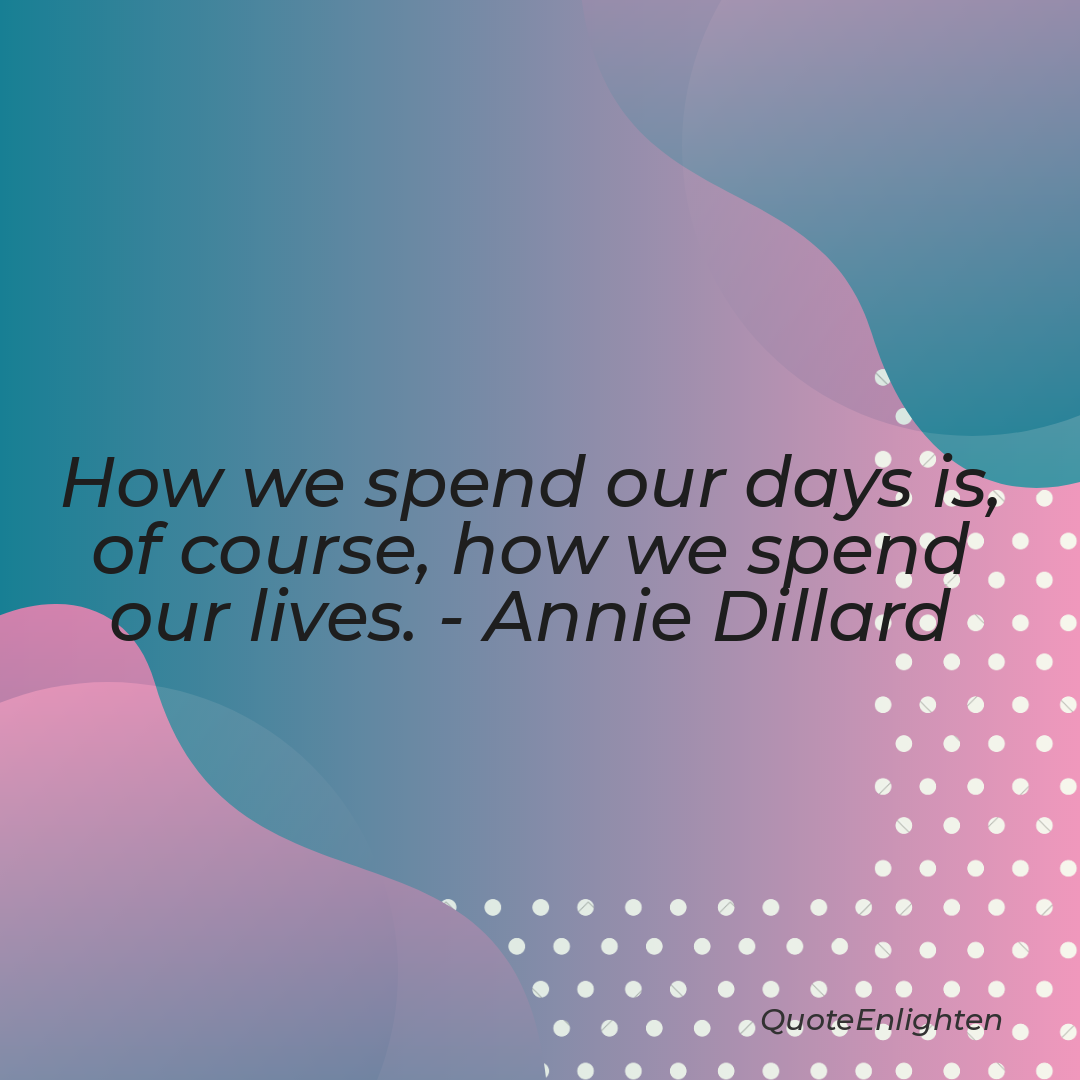 How we spend our days is,
of course, how we spend
our lives. - Annie Dillard
QuoteEnlighten